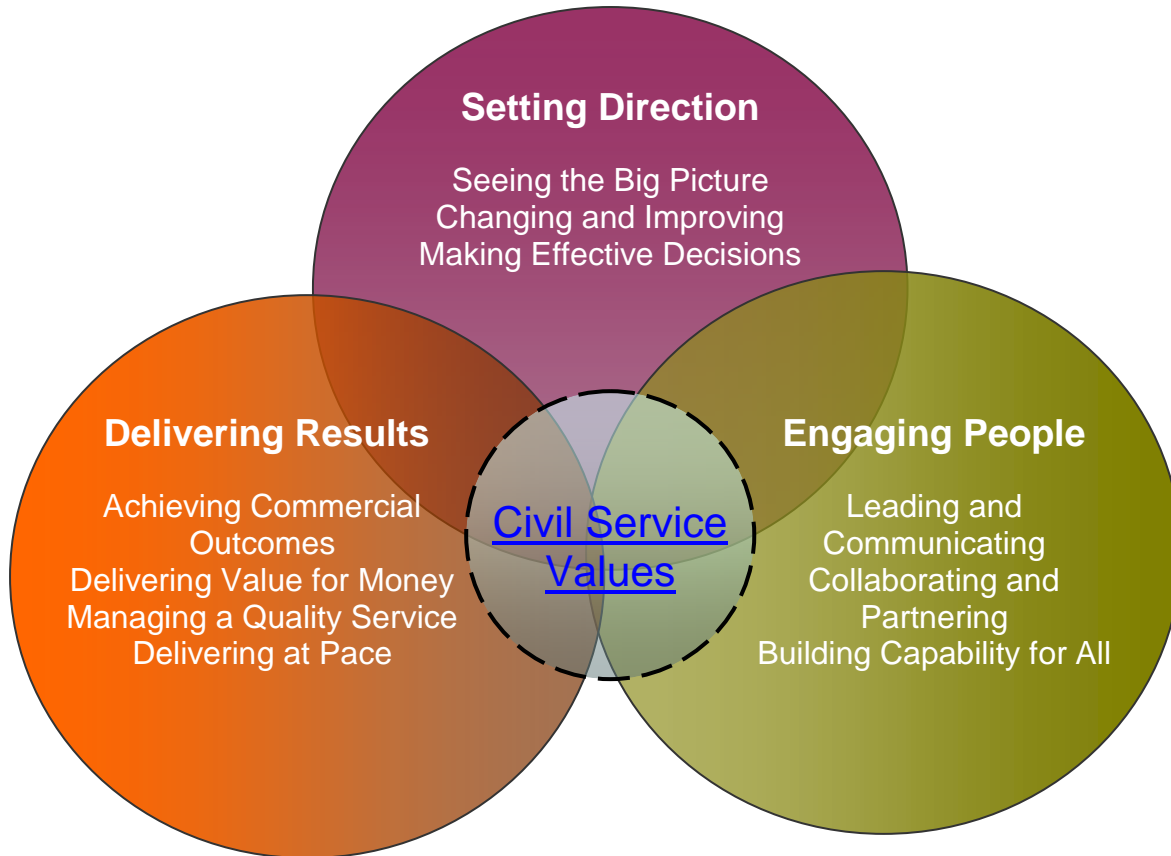 Setting Direction
Seeing the Big Picture
Changing and Improving
Making Effective Decisions
Delivering Results
Achieving Commercial
Outcomes
Delivering Value for Money
Managing a Quality Service
Delivering at Pace
Civil Service
Values
Engaging People
Leading and
Communicating
Collaborating and
Partnering
Building Capability for All